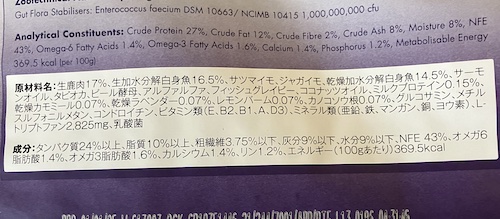 Gut Flora Stabilisers: Enterococcus faecium DSM 10663/ NCIMB 10415 1,000,000,000 cfu
Analytical Constituents: Crude Protein 27%, Crude Fat 12%, Crude Fibre 2%, Crude Ash 8%, Moisture 8%, NFE
43%, Omega-6 Fatty Acids 1.4%, Omega-3 Fatty Acids 1.6%, Calcium 1.4%, Phosphorus 1.2%, Metabolisable Energy
369.5 kcal (per 100g)
原材料名:生鹿肉17%、生加水分解白身魚16.5%、サツマイモ、ジャガイモ、乾燥加水分解白身魚14.5%、サーモ
ンオイル、タピオカ、ビール酵母、アルファルファ、フィッシュグレイビー、ココナッツオイル、ミルクプロテイン0.15%、
乾燥カモミール0.07%、乾燥ラベンダー0.07%、レモンバーム0.07%、カノコソウ根0.07%、グルコサミン、メチル
スルフォニルメタン、コンドロイチン、ビタミン類(E、B2、B1、A、D3)、ミネラル類(亜鉛、鉄、マンガン、銅、ヨウ素)、L-
トリプトファン2,825mg、乳酸菌
成分:タンパク質24%以上、脂質10%以上、粗繊維3.75%以下、灰分9%以下、水分9%以下、NFE 43%、オメガ6
脂肪酸1.4%、オメガ3脂肪酸1.6%、カルシウム1.4%、リン1.2%、エネルギー(100gあたり)369.5kcal